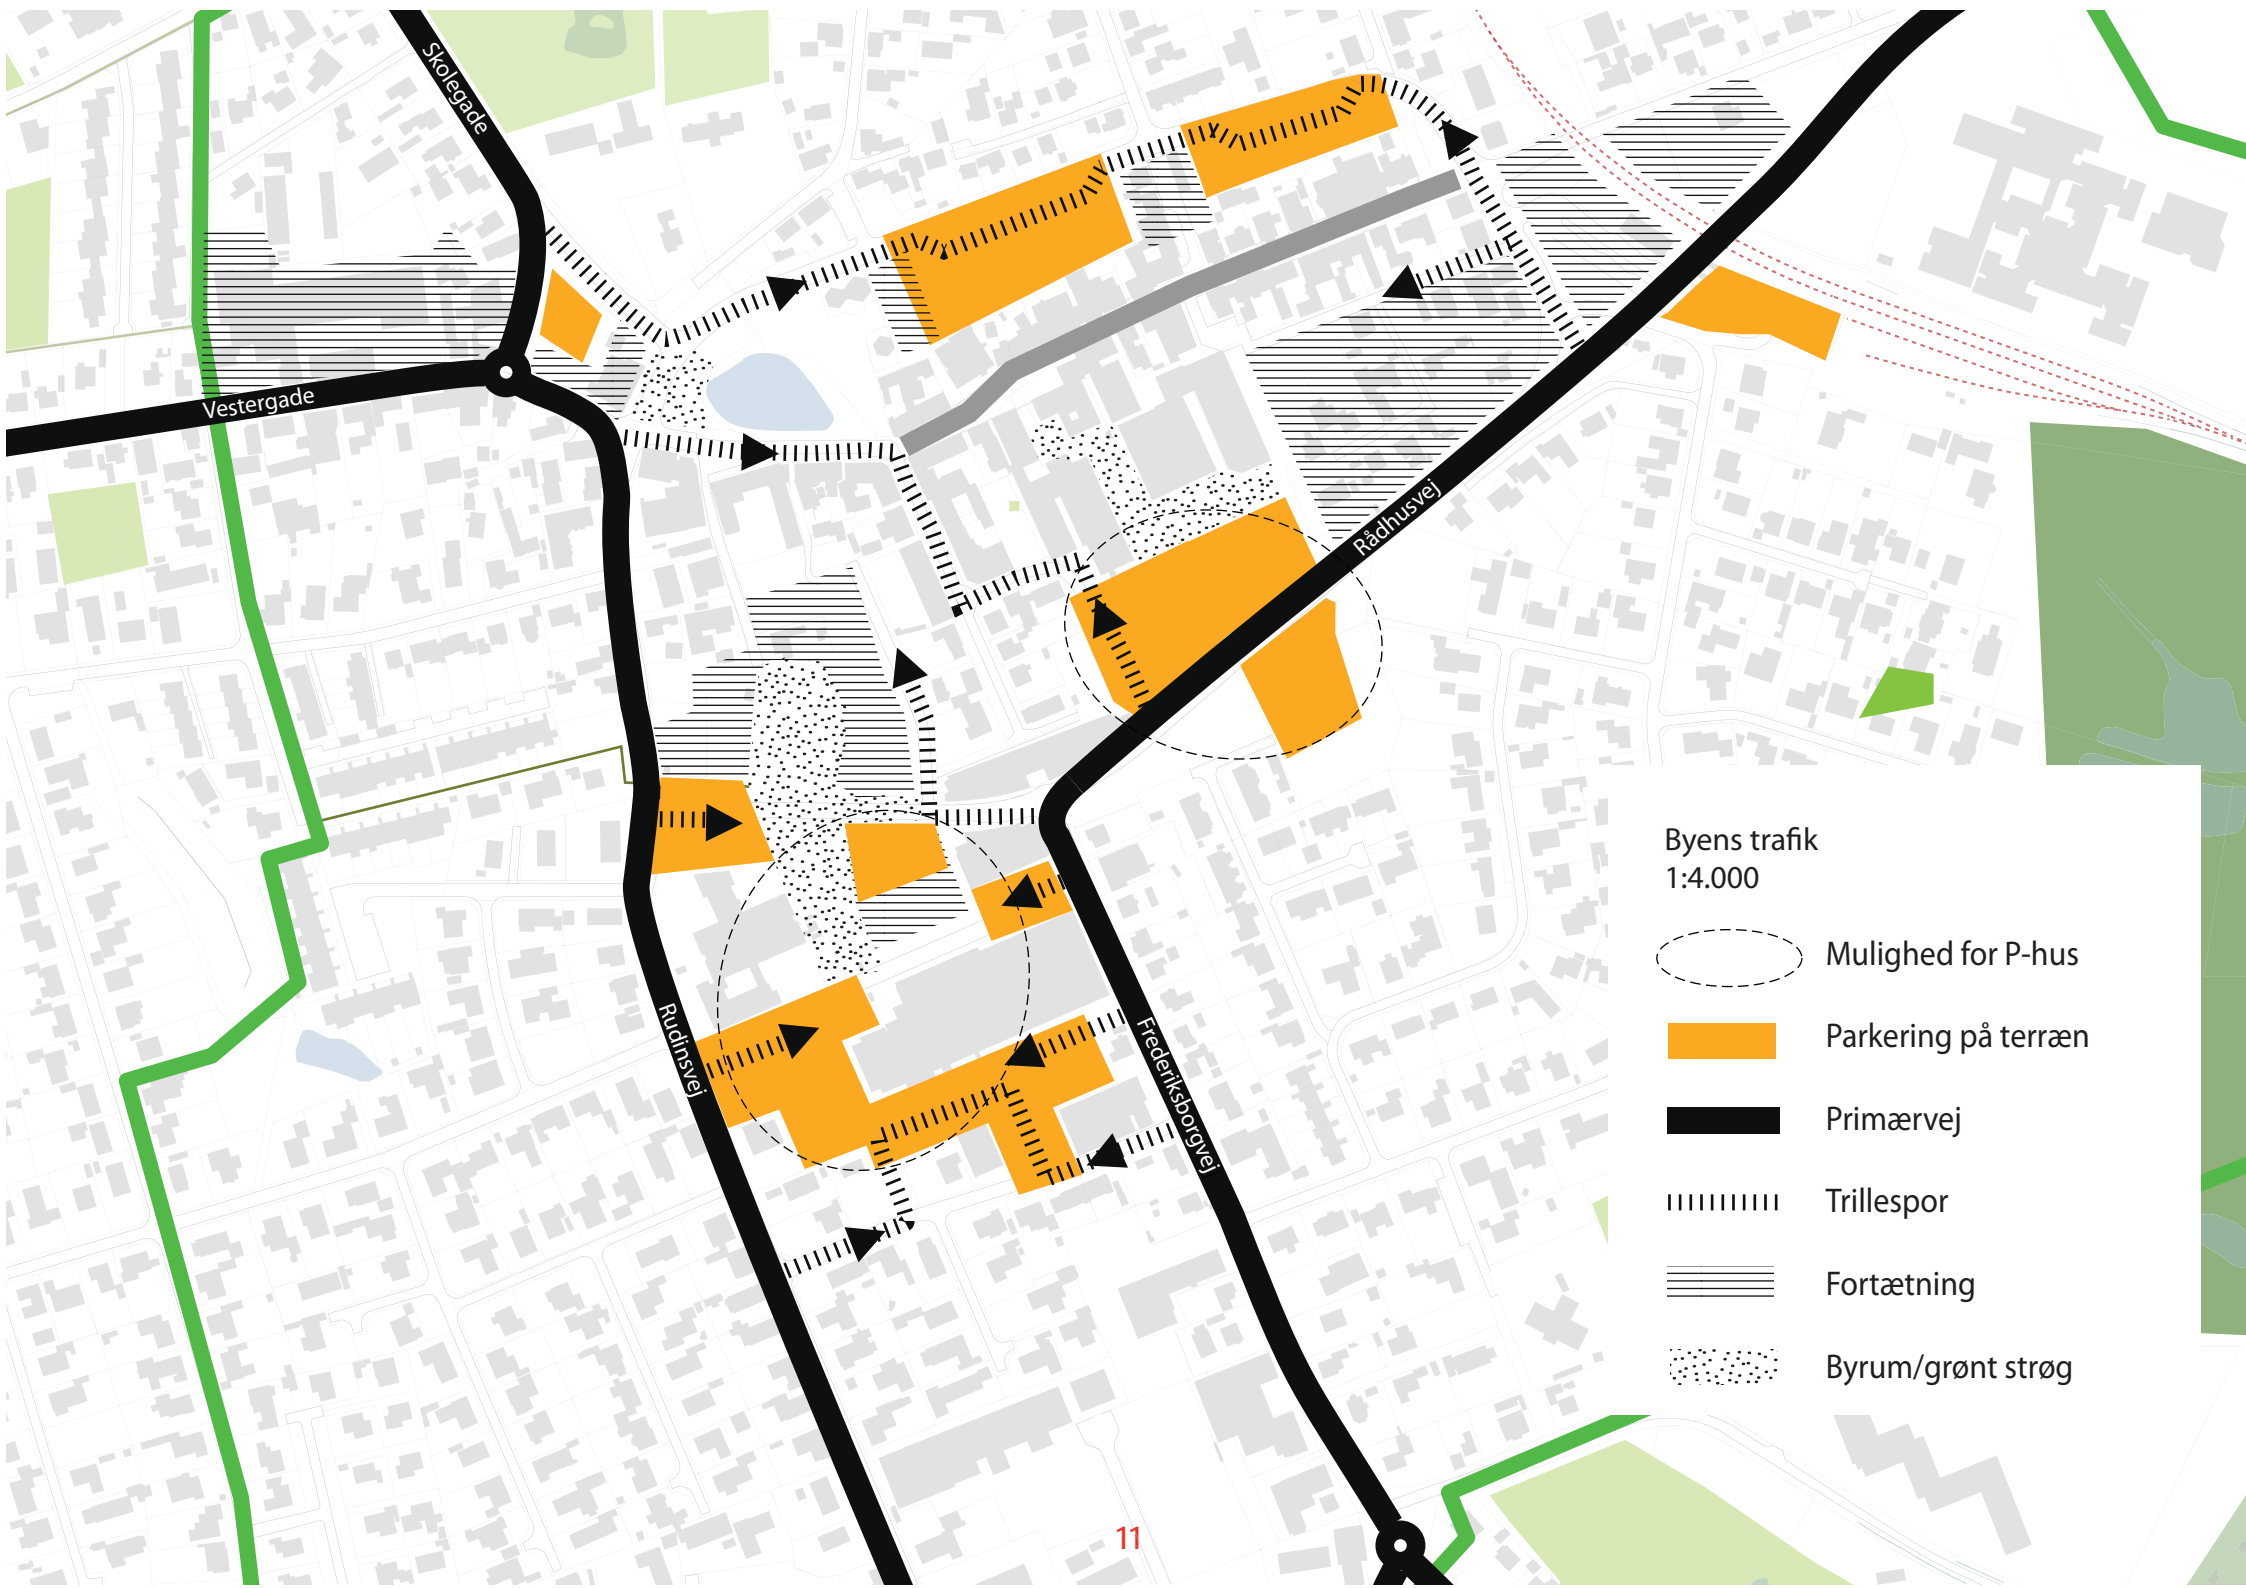 Skolegade
Vestergade
Rådhusvej
Rudinsvej
Frederiksborgvej
Byens trafik
1:4.000
Mulighed for P-hus
Parkering på terræn
Primærvej
Trillespor
Fortætning
Byrum/grønt strøg
11